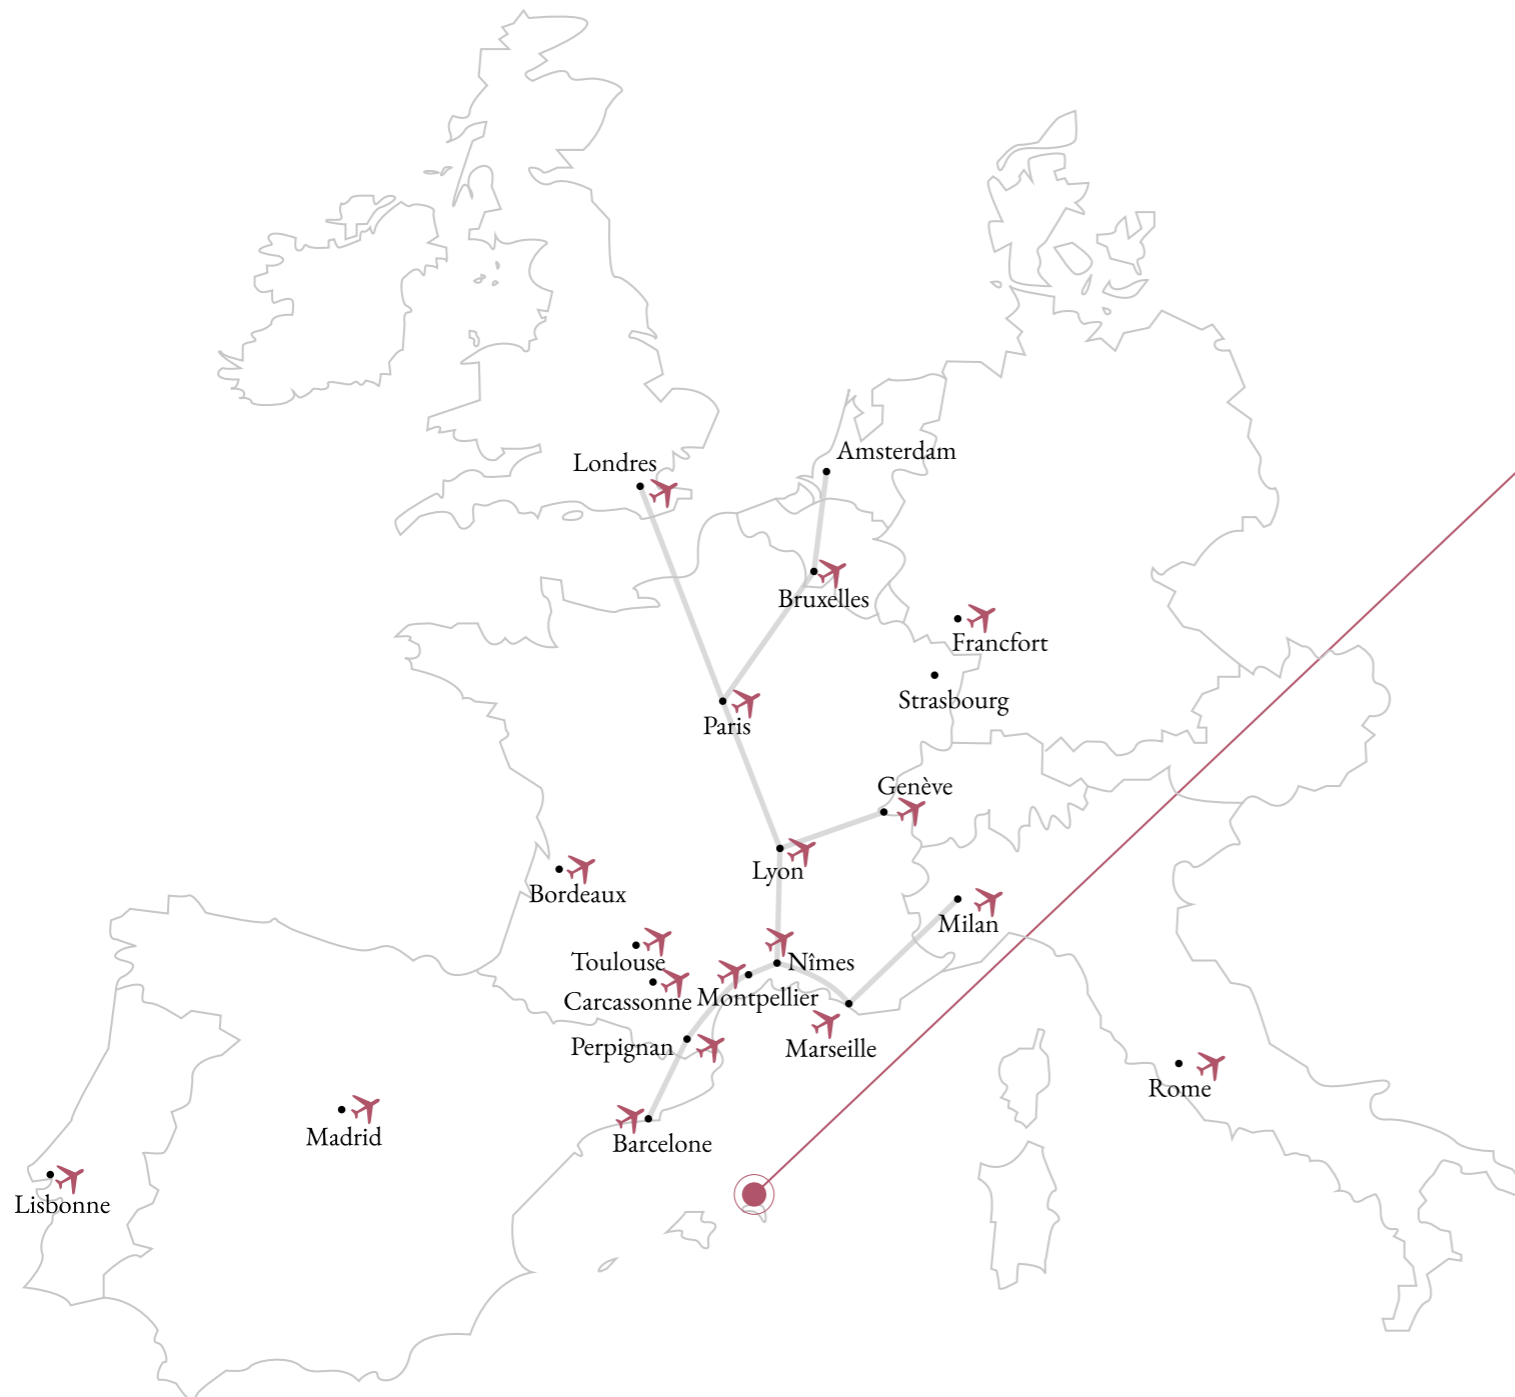 Amsterdam
Londres
Bruxelles
Francfort
Strasbourg
Paris
Genève
Lyon
Bordeaux
Milan
Toulouse
Nîmes
Carcassonne
Montpellier
Perpignan
Marseille
Rome
Madrid
Barcelone
Lisbonne